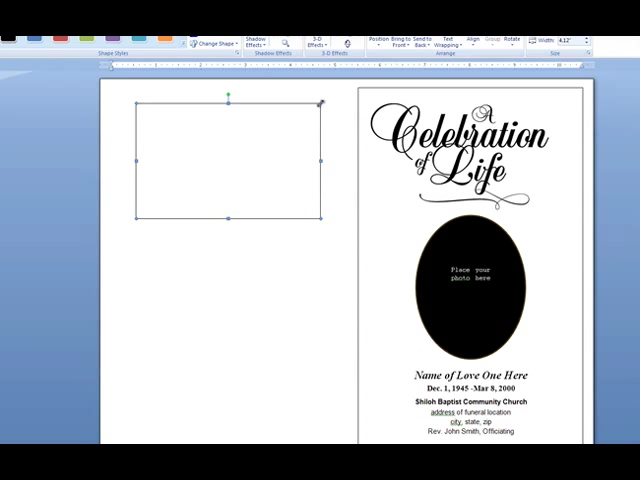 Change Shape
Shadow
Effects
3-D
Effects
Position
Bring to
Front
Send to
Back
Text
Wrapping
Align
Group
Rotate
Width:
4.12"
Shape Styles
Shadow Effects
3-D Effects
Arrange
Size
A
Celebration
of Life
Place your
photo here
Name of Love One Here
Dec. 1, 1945 -Mar 8, 2000
Shiloh Baptist Community Church
address of funeral location
city, state, zip
Rev. John Smith, Officiating